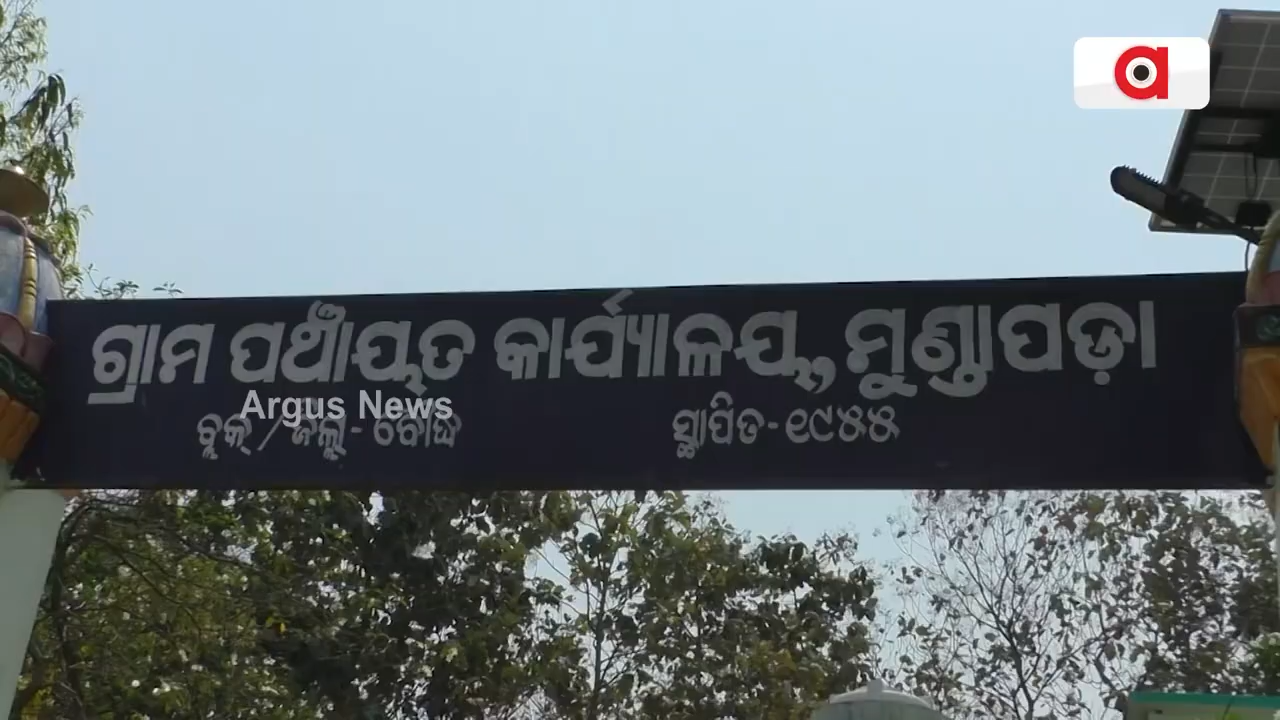 ଗ୍ରାମ ପଞ୍ଚାୟତ କାର୍ଯ୍ୟାଳୟ, ମୁଣ୍ଡାପଡ଼ା
Argus News
ବ୍ଲକ୍ / ଜିଲ୍ଲା- ବୌଦ୍ଧ ସ୍ଥାପିତ-୧୯୫୫